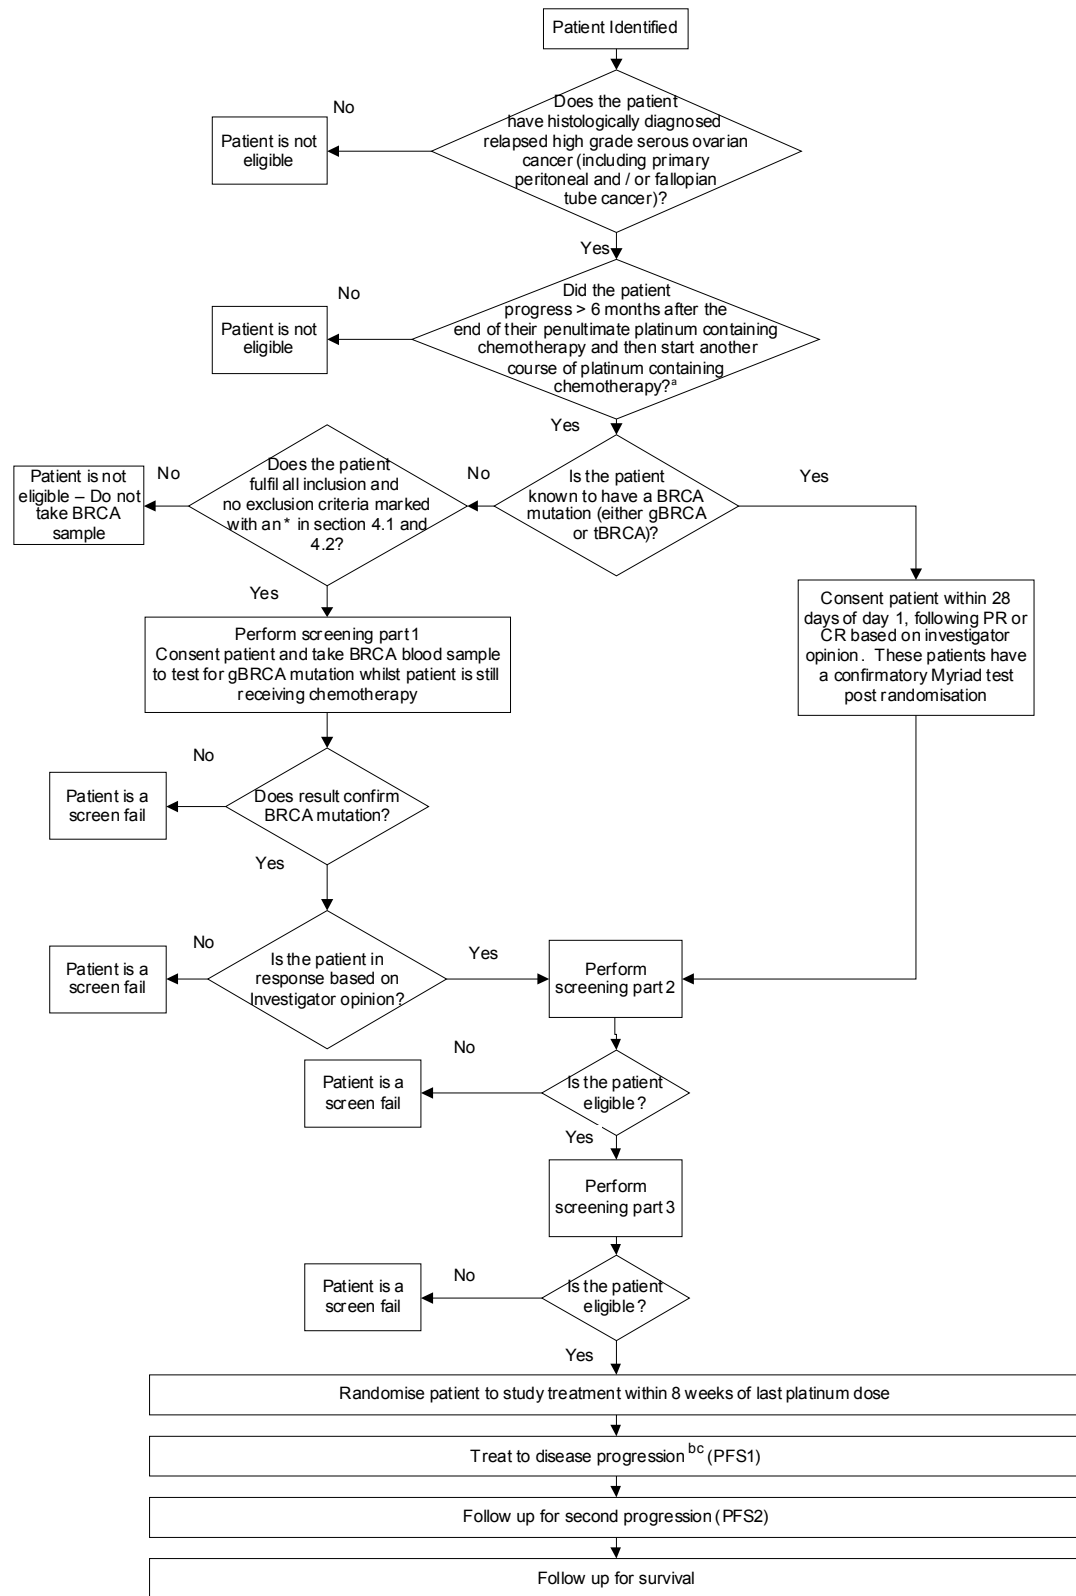 Patient Identified
Does the patient
have histologically diagnosed
relapsed high grade serous ovarian
cancer (including primary
peritoneal and / or fallopian
tube cancer)?
No
Patient is not
eligible
Yes
Did the patient
progress > 6 months after the
end of their penultimate platinum containing
chemotherapy and then start another
course of platinum containing
chemotherapy?a
No
Patient is not
eligible
Yes
Is the patient
known to have a BRCA
mutation (either gBRCA
or tBRCA)?
No
Yes
Does the patient
fulfil all inclusion and
no exclusion criteria marked
with an * in section 4.1 and
4.2?
No
Patient is not
eligible – Do not
take BRCA
sample
Yes
Consent patient within 28
days of day 1, following PR or
CR based on investigator
opinion. These patients have
a confirmatory Myriad test
post randomisation
Perform screening part 1
Consent patient and take BRCA blood sample
to test for gBRCA mutation whilst patient is still
receiving chemotherapy
No
Does result confirm
BRCA mutation?
Patient is a
screen fail
Yes
No
Is the patient in
response based on
Investigator opinion?
Patient is a
screen fail
Yes
Perform
screening part 2
No
Is the patient
eligible?
Patient is a
screen fail
Yes
Perform
screening part 3
No
Is the patient
eligible?
Patient is a
screen fail
Yes
Randomise patient to study treatment within 8 weeks of last platinum dose
Treat to disease progression bc (PFS1)
Follow up for second progression (PFS2)
Follow up for survival